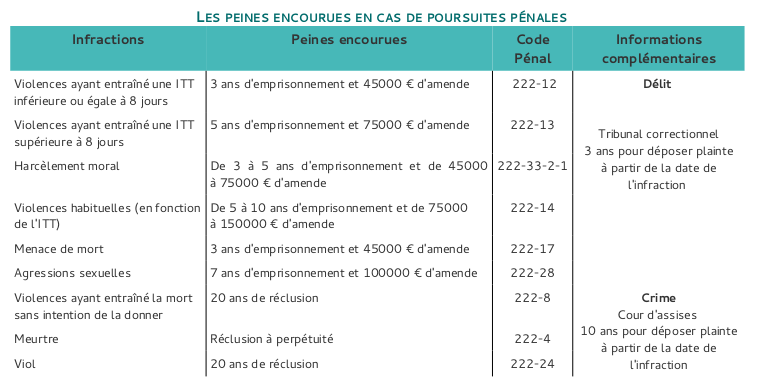 LES PEINES ENCOURUES EN CAS DE POURSUITES PÉNALES
Infractions
Peines encourues
Code
Pénal
Informations
complémentaires
Violences ayant entraîné une ITT
inférieure ou égale à 8 jours
3 ans d'emprisonnement et 45000 € d'amende
222-12
Délit
Violences ayant entraîné une ITT
supérieure à 8 jours
5 ans d'emprisonnement et 75000 € d'amende
222-13
Tribunal correctionnel
3 ans pour déposer plainte
à partir de la date de
l'infraction
Harcèlement moral
De 3 à 5 ans d'emprisonnement et de 45000
à 75000 € d'amende
222-33-2-1
Violences habituelles (en fonction
de l'ITT)
De 5 à 10 ans d'emprisonnement et de 75000
à 150000 € d'amende
222-14
Menace de mort
3 ans d'emprisonnement et 45000 € d'amende
222-17
Agressions sexuelles
7 ans d'emprisonnement et 100000 € d'amende
222-28
Violences ayant entraîné la mort
sans intention de la donner
20 ans de réclusion
222-8
Crime
Cour d'assises
10 ans pour déposer plainte
à partir de la date de
l'infraction
Meurtre
Réclusion à perpétuité
222-4
Viol
20 ans de réclusion
222-24